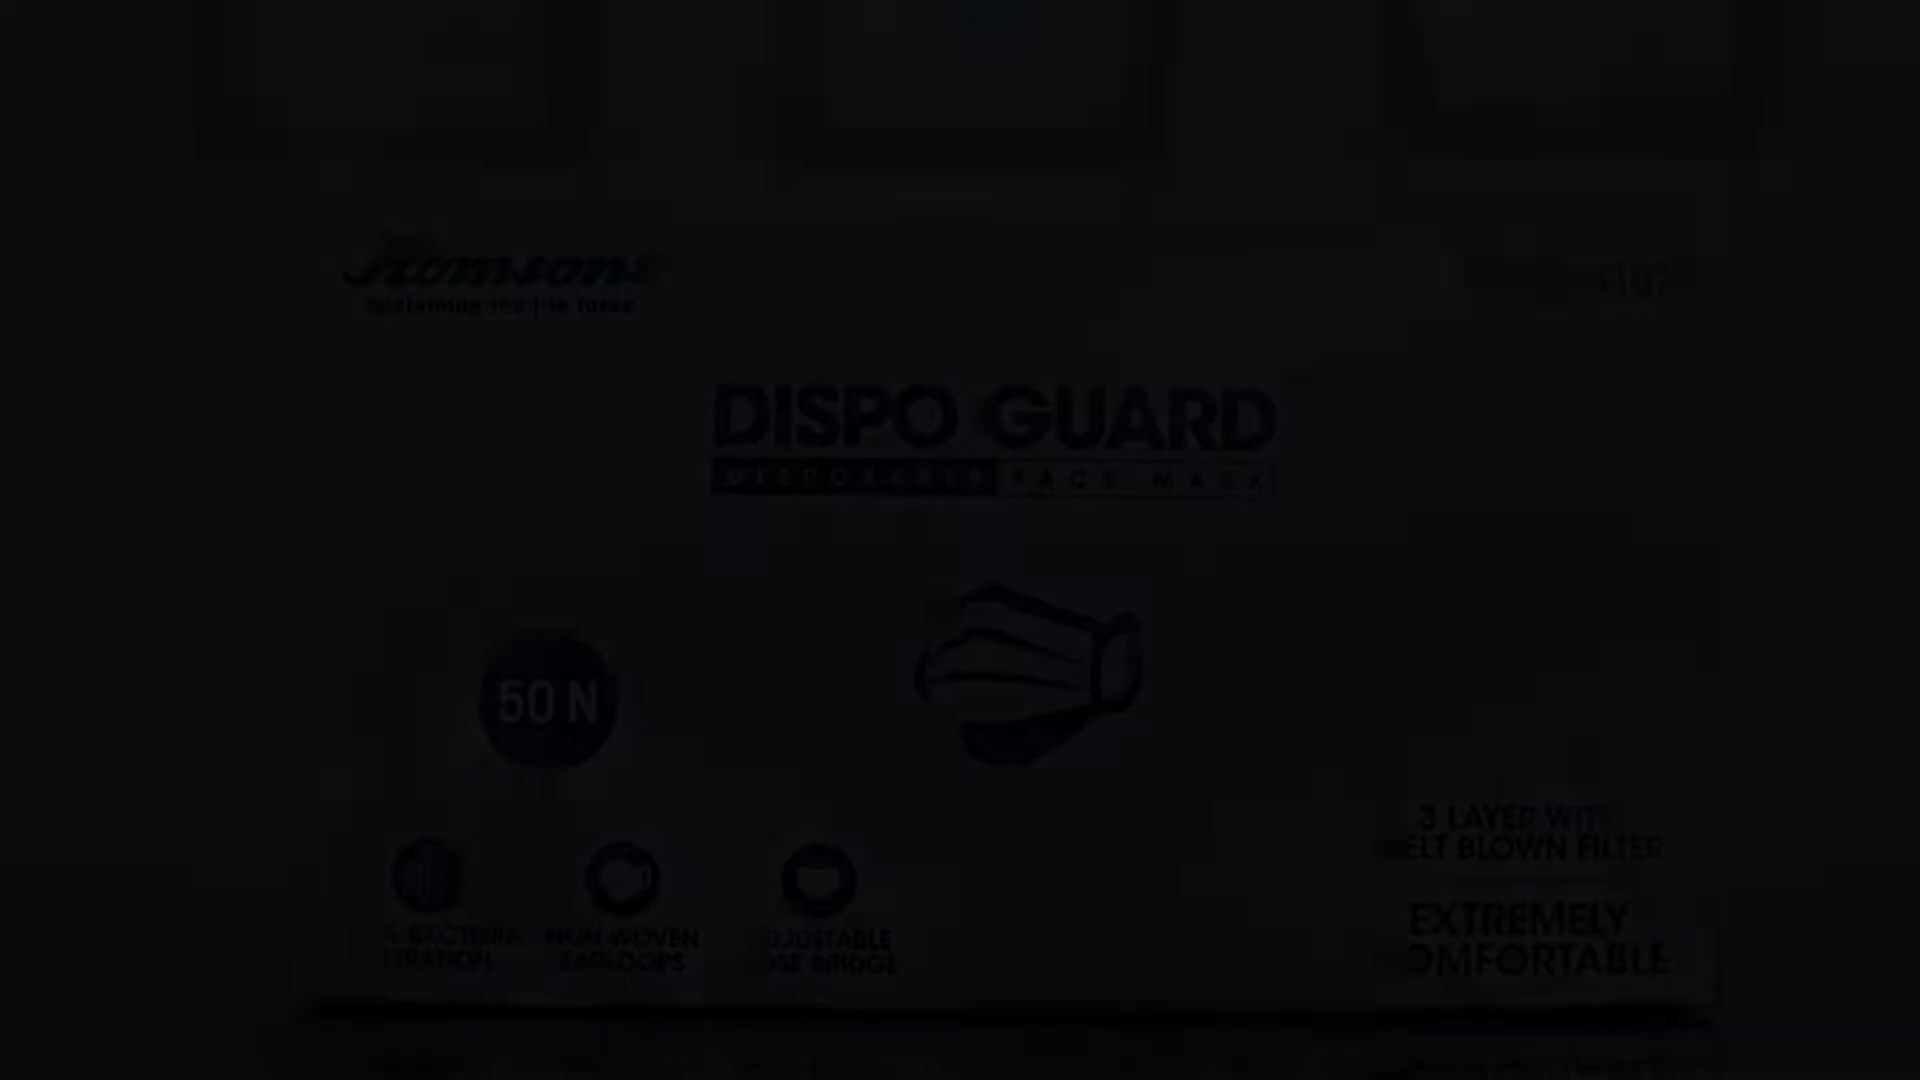 Romsons
Sustaining the life force
DISPO GUARD
DISPOSABLE FACE MASK
50 N
3 LAYER WITH
MELT BLOWN FILTER
BACTERIA
NON-WOVEN
ADJUSTABLE
FILTRATION
EARLOOPS
NOSE BRIDGE
EXTREMELY
COMFORTABLE